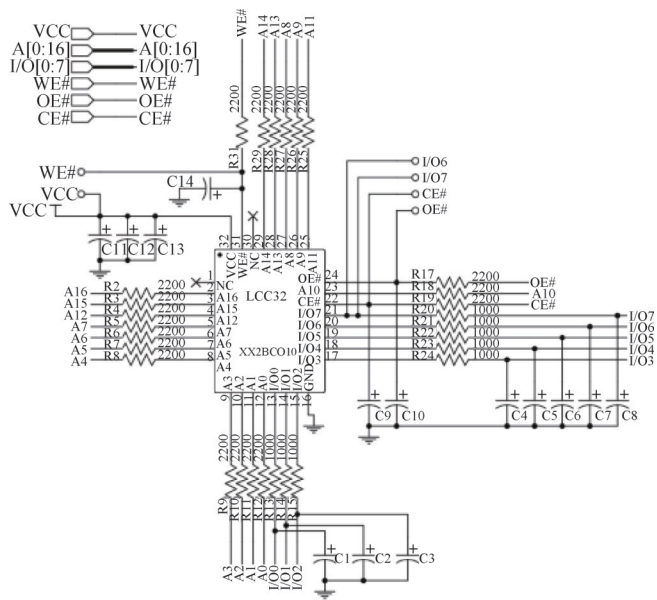 VCC VCC
A[0:16] A[0:16]
I/O[0:7] I/O[0:7]
WE# WE#
OE# OE#
CE# CE#
WE# A14 A13 A8 A9 A11
2200 2200 2200 2200 2200 2200
R31 R29 R28 R27 R26 R25
WE#
VCC
VCC
C14
C11 C12 C13
I/O6
I/O7
CE#
OE#
32 31 30 29 28 27 26 25
VCC WE# NC A14 A13 A8 A9 A11
LCC32
XX2BCO10
1 NC
A16 R2 2200 2 A16
A15 R3 2200 3 A15
A12 R4 2200 4 A12
A7 R5 2200 5 A7
A6 R6 2200 6 A6
A5 R7 2200 7 A5
A4 R8 2200 8 A4
OE# 24 R17 2200 OE#
A10 23 R18 2200 A10
CE# 22 R19 2200 CE#
I/O7 21 R20 1000 I/O7
I/O6 20 R21 1000 I/O6
I/O5 19 R22 1000 I/O5
I/O4 18 R23 1000 I/O4
I/O3 17 R24 1000 I/O3
A3 A2 A1 A0 I/O0 I/O1 I/O2 GND
9 10 11 12 13 14 15 16
C9 C10 C4 C5 C6 C7 C8
2200 2200 2200 2200 1000 1000 1000
R9 R10 R11 R12 R13 R14 R15
A3 A2 A1 A0 I/O0 I/O1 I/O2
C1 C2 C3